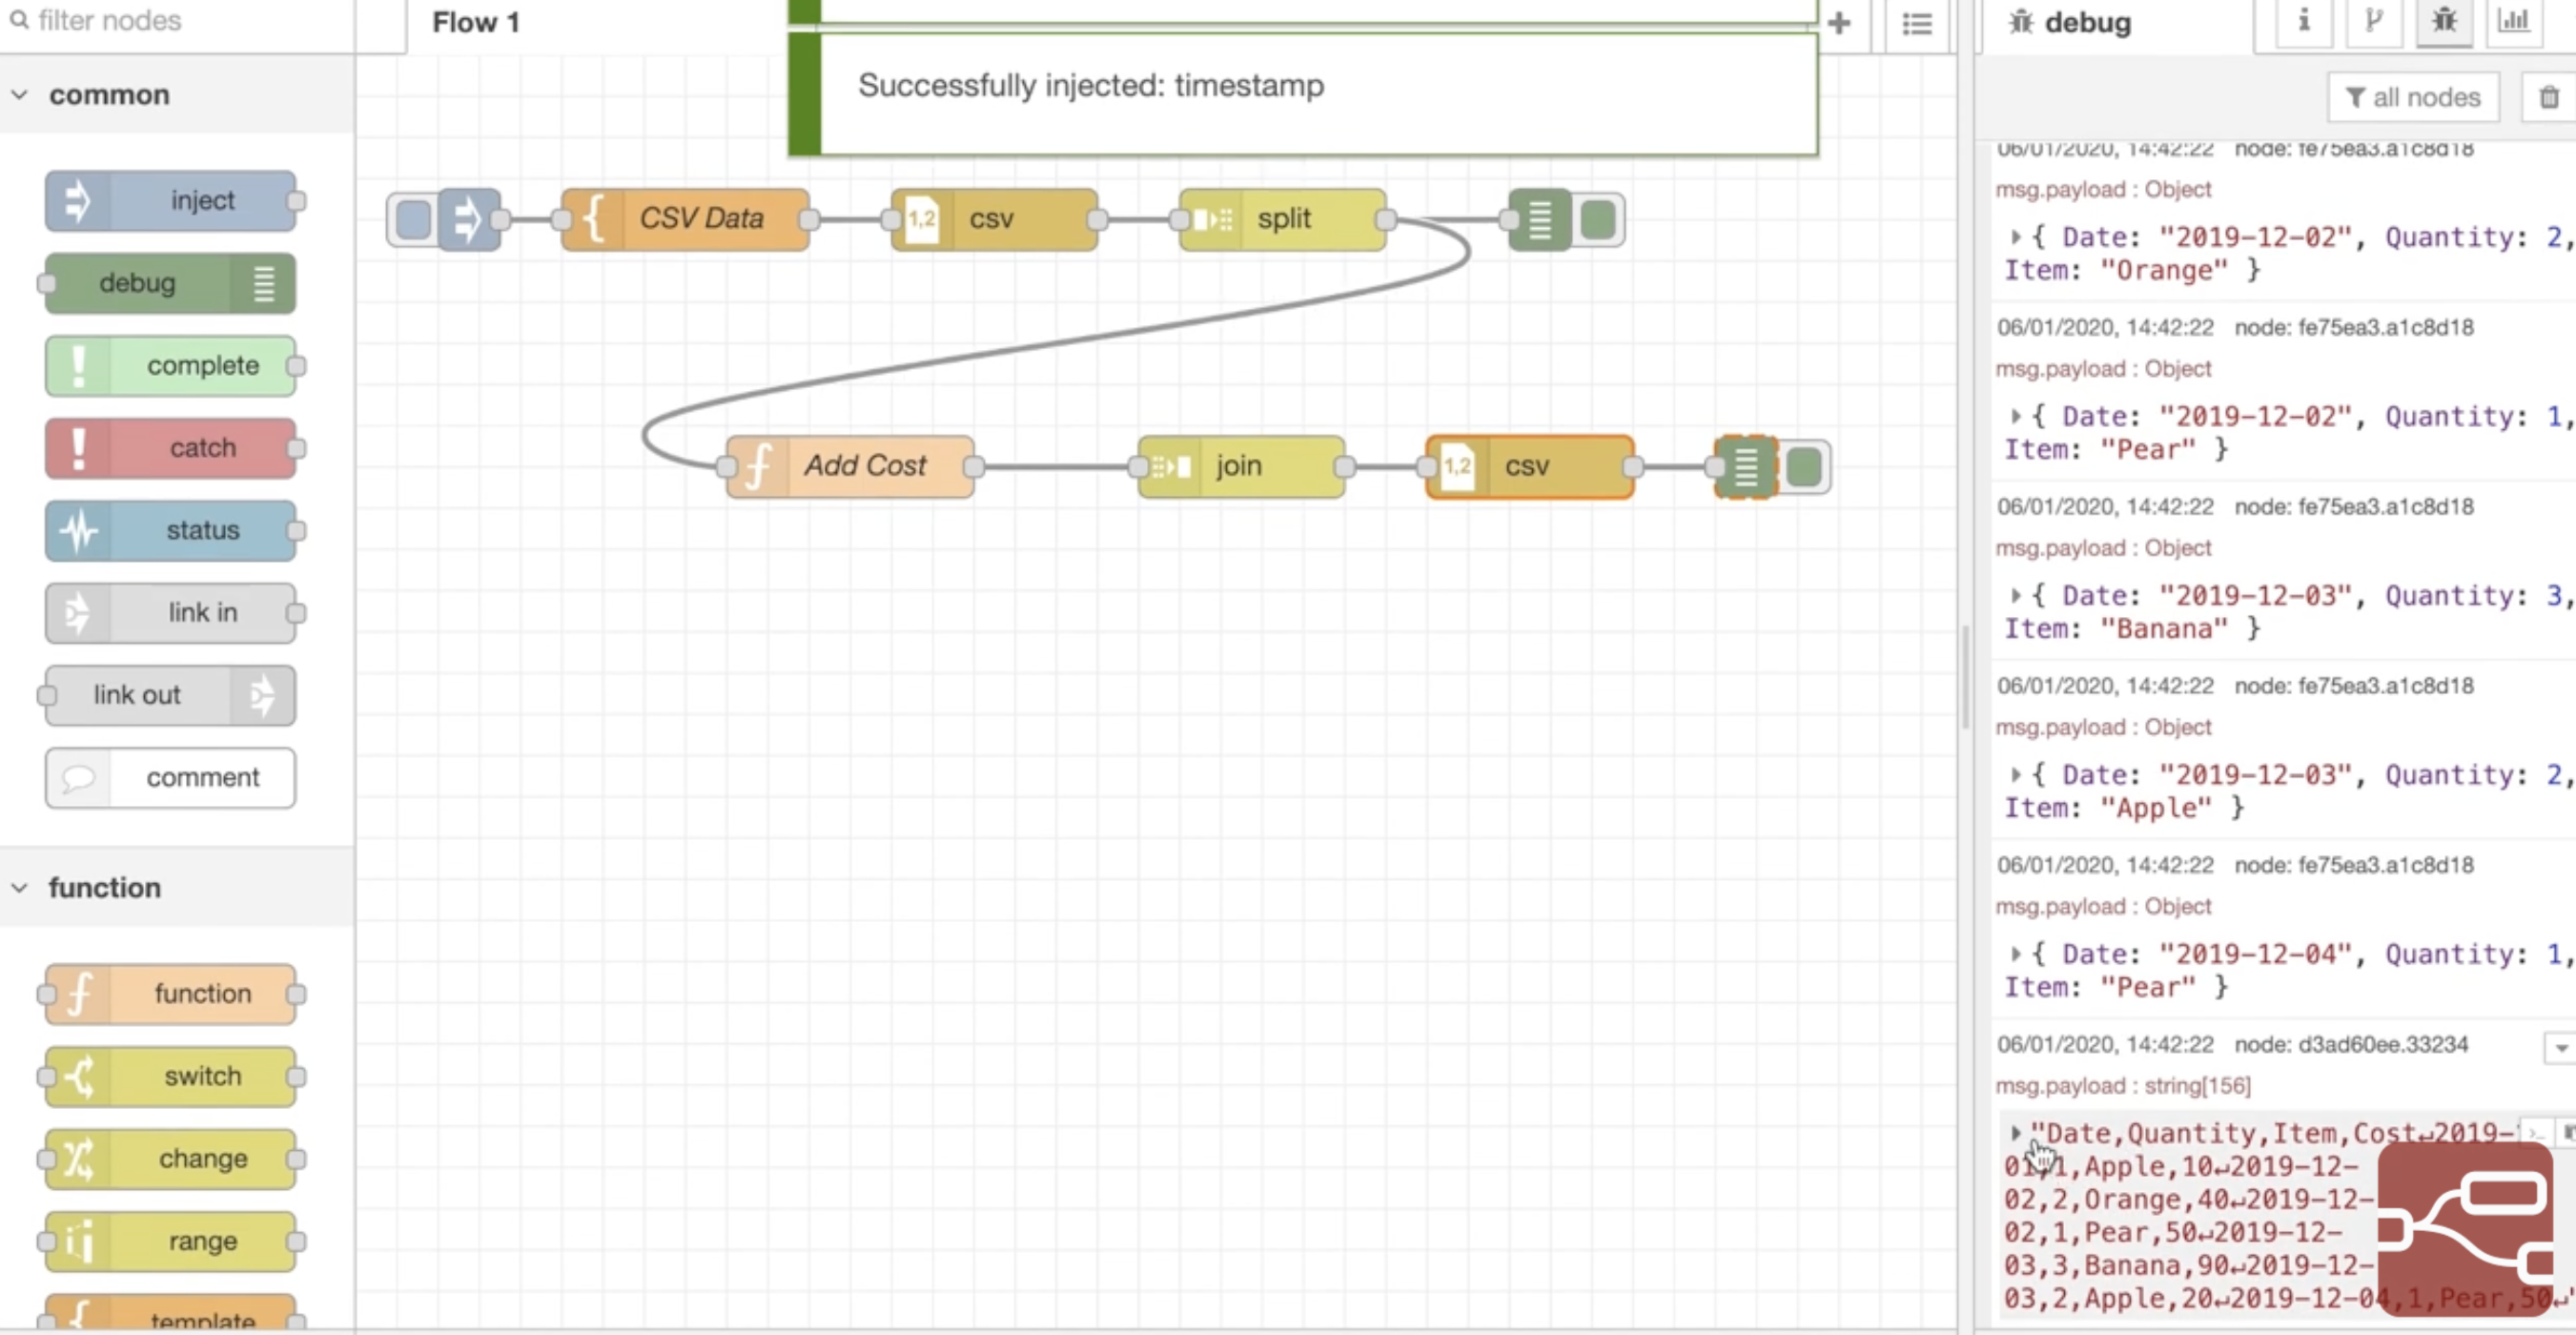 filter nodes
Flow 1
debug
Successfully injected: timestamp
all nodes
common
inject
debug
complete
catch
status
link in
link out
comment
function
function
switch
change
range
template
CSV Data
1,2
csv
split
Add Cost
join
1,2
csv
06/01/2020, 14:42:22 node: fe75ea3.a1c8d18
msg.payload : Object
{ Date: "2019-12-02", Quantity: 2,
Item: "Orange" }
06/01/2020, 14:42:22 node: fe75ea3.a1c8d18
msg.payload : Object
{ Date: "2019-12-02", Quantity: 1,
Item: "Pear" }
06/01/2020, 14:42:22 node: fe75ea3.a1c8d18
msg.payload : Object
{ Date: "2019-12-03", Quantity: 3,
Item: "Banana" }
06/01/2020, 14:42:22 node: fe75ea3.a1c8d18
msg.payload : Object
{ Date: "2019-12-03", Quantity: 2,
Item: "Apple" }
06/01/2020, 14:42:22 node: fe75ea3.a1c8d18
msg.payload : Object
{ Date: "2019-12-04", Quantity: 1,
Item: "Pear" }
06/01/2020, 14:42:22 node: d3ad60ee.33234
msg.payload : string[156]
"Date,Quantity,Item,Cost↵2019-
01,1,Apple,10↵2019-12-
02,2,Orange,40↵2019-12-
02,1,Pear,50↵2019-12-
03,3,Banana,90↵2019-12-
03,2,Apple,20↵2019-12-04,1,Pear,50↵"